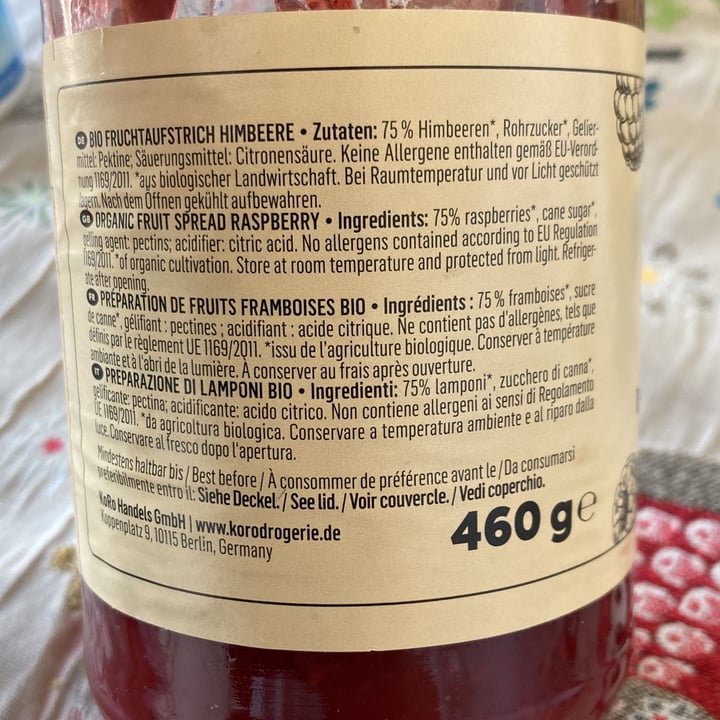 DE BIO FRUCHTAUFSTRICH HIMBEERE • Zutaten: 75 % Himbeeren*, Rohrzucker*, Gelier-
mittel: Pektine; Säuerungsmittel: Citronensäure. Keine Allergene enthalten gemäß EU-Verord-
nung 1169/2011. *aus biologischer Landwirtschaft. Bei Raumtemperatur und vor Licht geschützt
lagern. Nach dem Öffnen gekühlt aufbewahren.
GB ORGANIC FRUIT SPREAD RASPBERRY • Ingredients: 75% raspberries*, cane sugar*,
gelling agent: pectins; acidifier: citric acid. No allergens contained according to EU Regulation
1169/2011. *of organic cultivation. Store at room temperature and protected from light. Refriger-
ate after opening.
FR PRÉPARATION DE FRUITS FRAMBOISES BIO • Ingrédients : 75 % framboises*, sucre
de canne*, gélifiant : pectines ; acidifiant : acide citrique. Ne contient pas d'allergènes, tels que
définis par le règlement UE 1169/2011. *issu de l'agriculture biologique. Conserver à température
ambiante et à l'abri de la lumière. À conserver au frais après ouverture.
IT PREPARAZIONE DI LAMPONI BIO • Ingredienti: 75% lamponi*, zucchero di canna*,
gelificante: pectina; acidificante: acido citrico. Non contiene allergeni ai sensi di Regolamento
UE 1169/2011. *da agricoltura biologica. Conservare a temperatura ambiente e al riparo dalla
luce. Conservare al fresco dopo l'apertura.
Mindestens haltbar bis / Best before / À consommer de préférence avant le / Da consumarsi
preferibilmente entro il: Siehe Deckel. / See lid. / Voir couvercle. / Vedi coperchio.
KoRo Handels GmbH | www.korodrogerie.de
Koppenplatz 9, 10115 Berlin, Germany
460 g e